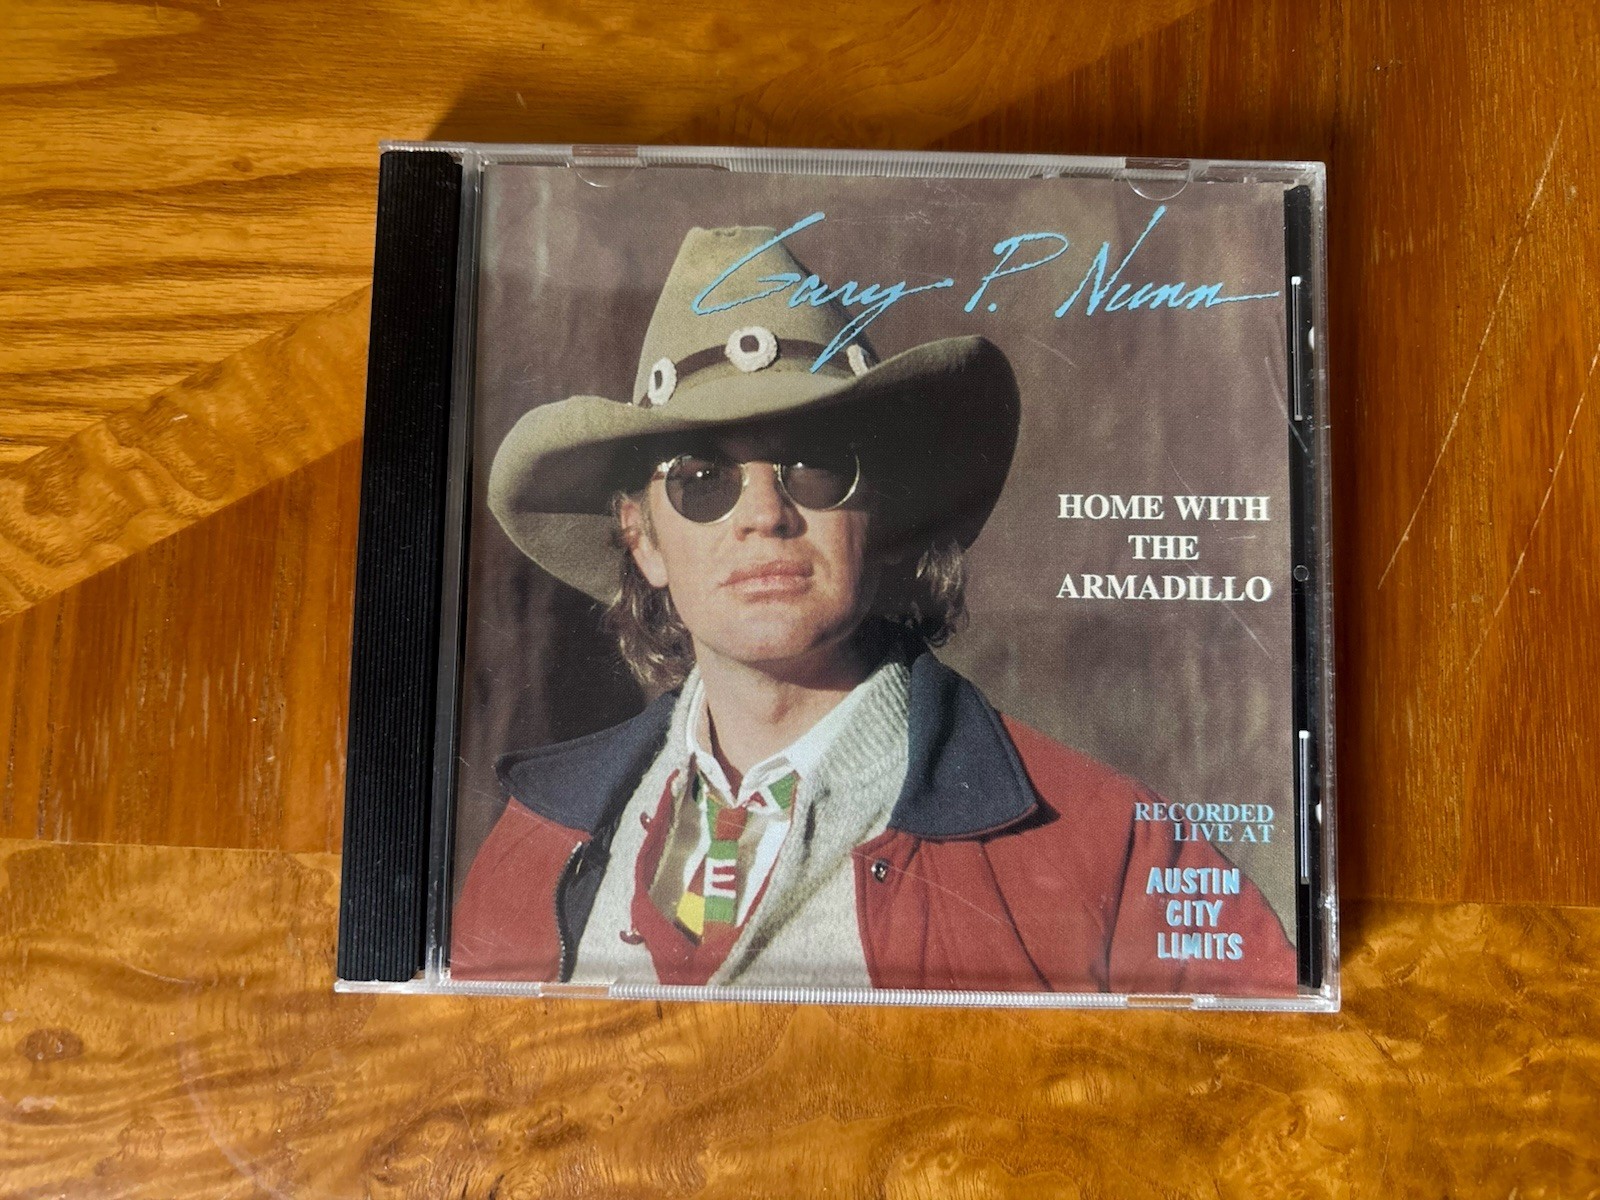 Gary P. Nunn
HOME WITH
THE
ARMADILLO
RECORDED
LIVE AT
AUSTIN
CITY
LIMITS
E